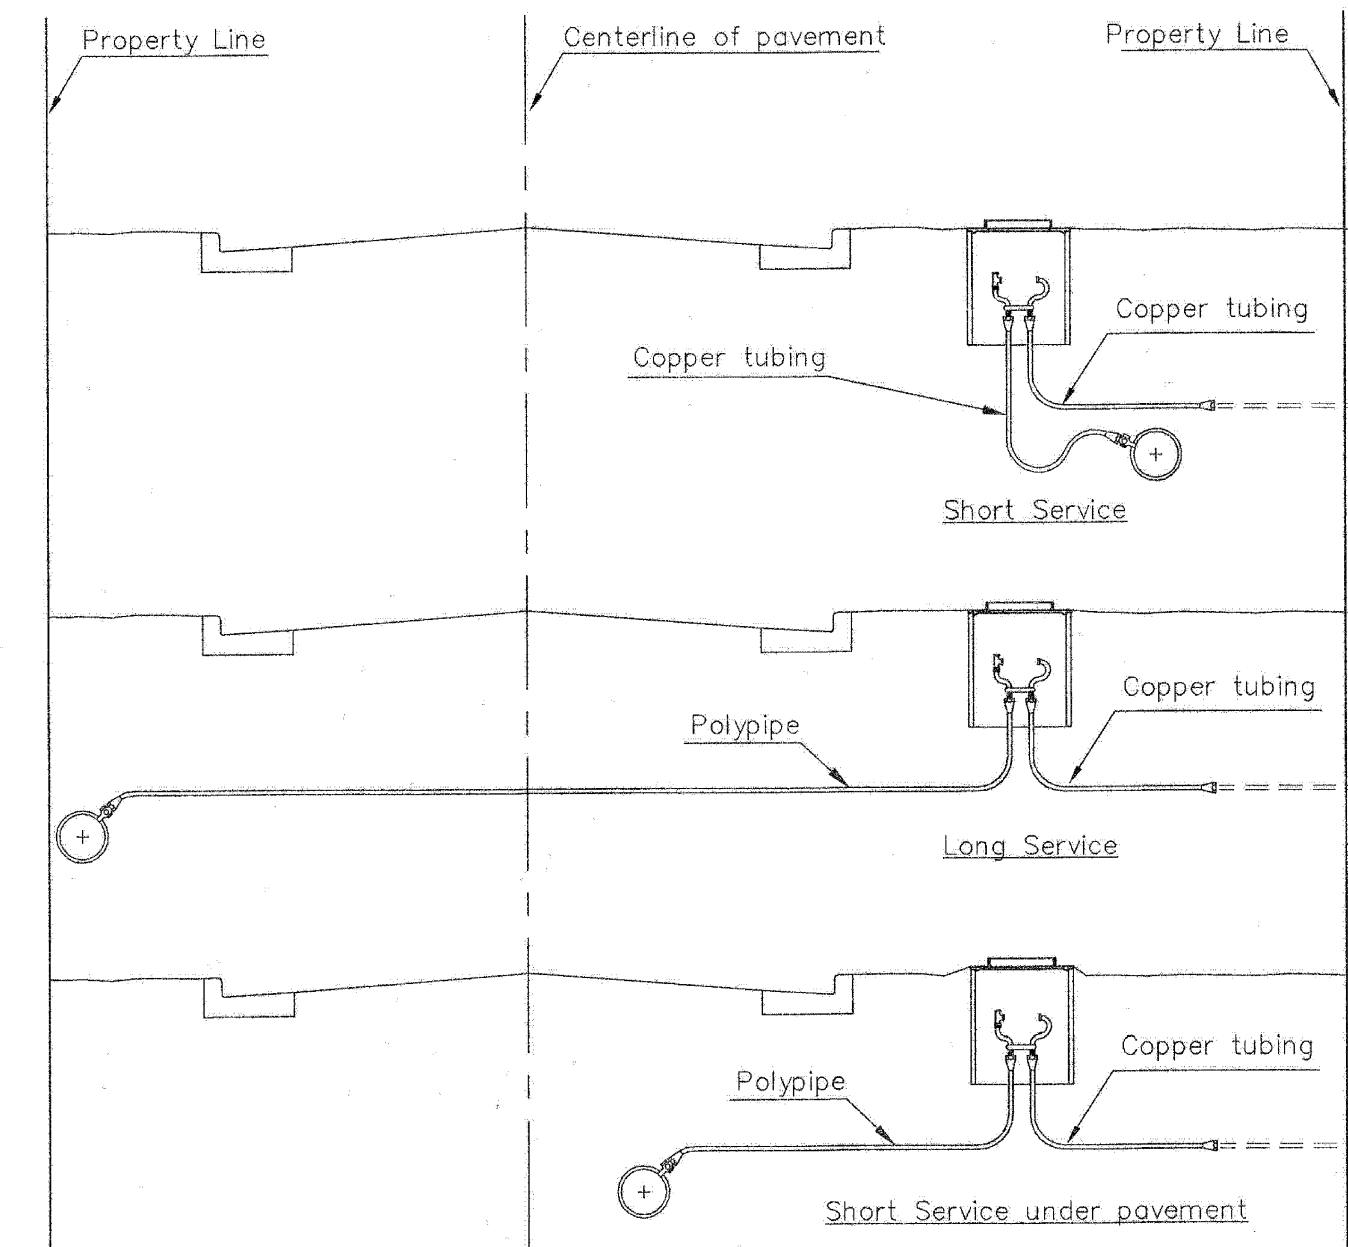 Property Line
Centerline of pavement
Property Line
Copper tubing
Copper tubing
Short Service
Copper tubing
Polypipe
Long Service
Copper tubing
Polypipe
Short Service under pavement